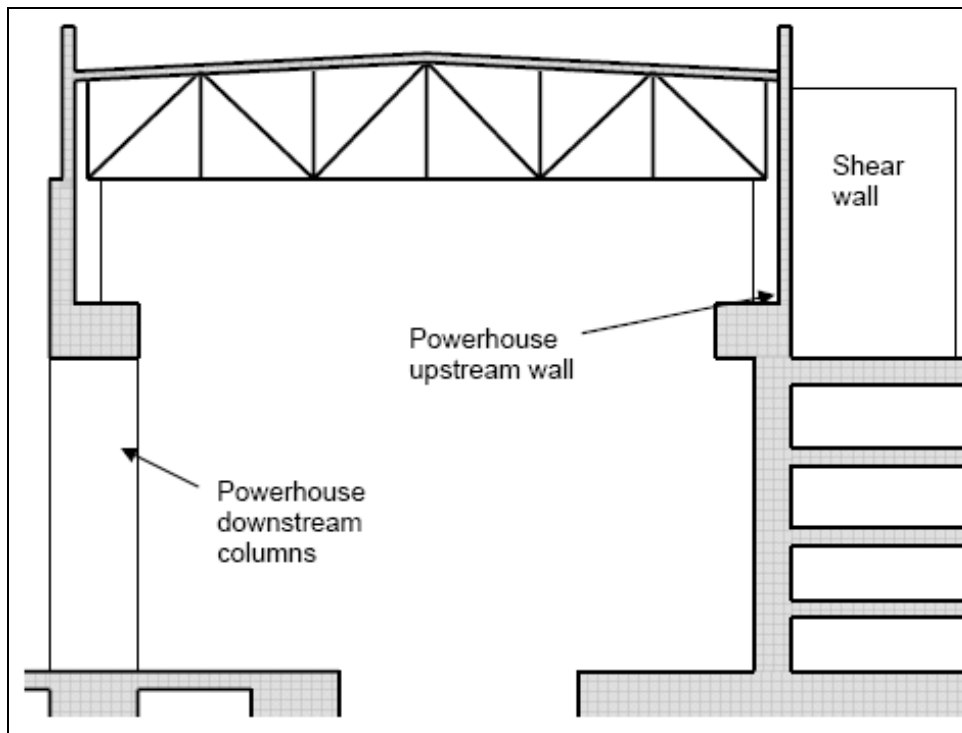 Shear
wall
Powerhouse
upstream wall
Powerhouse
downstream
columns